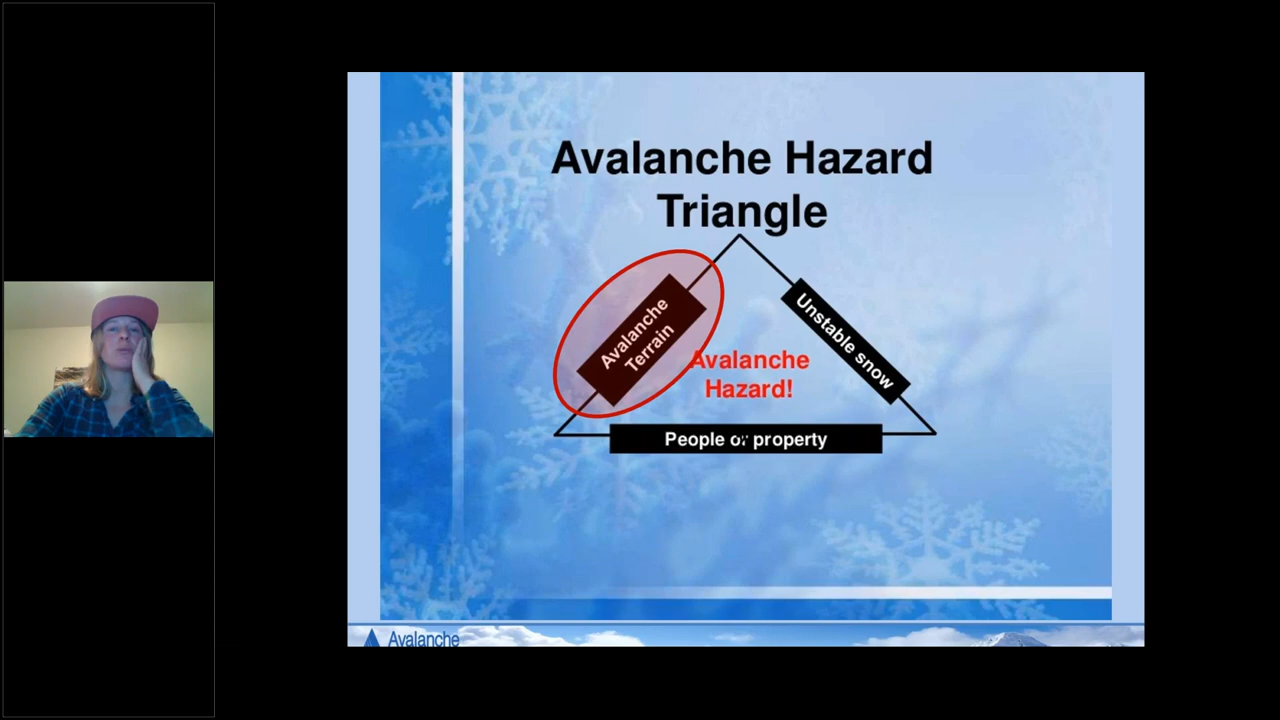 Avalanche Hazard
Triangle
Avalanche
Terrain
Unstable snow
Avalanche
Hazard!
People or property
Avalanche